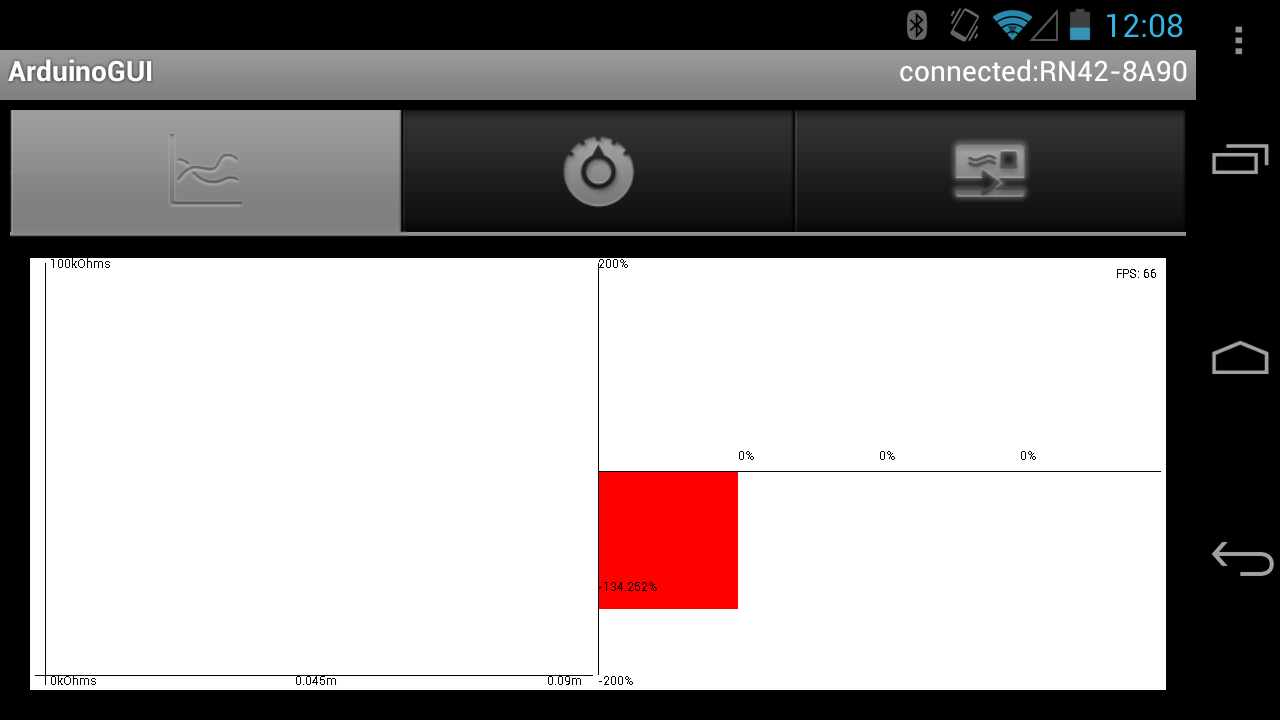 12:08
ArduinoGUI
connected:RN42-8A90
100kOhms
200%
FPS: 66
0%
0%
0%
-134.252%
0kOhms
0.045m
0.09m
-200%